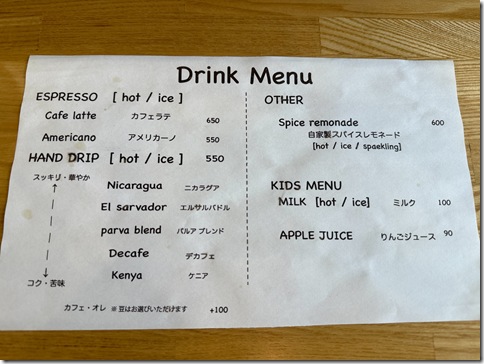 Drink Menu
ESPRESSO [ hot / ice ]
Cafe latte カフェラテ 650
Americano アメリカーノ 550
HAND DRIP [ hot / ice ] 550
スッキリ・華やか
Nicaragua ニカラグア
El sarvador エルサルバドル
parva blend パルア ブレンド
Decafe デカフェ
Kenya ケニア
コク・苦味
カフェ・オレ ※ 豆はお選びいただけます +100
OTHER
Spice remonade 600
自家製スパイスレモネード
[hot / ice / spaekling]
KIDS MENU
MILK [hot / ice] ミルク 100
APPLE JUICE りんごジュース 90